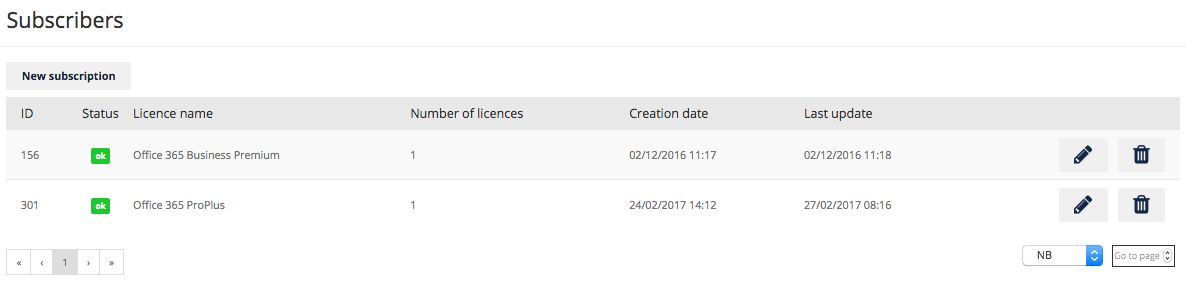 Subscribers
New subscription
ID Status Licence name Number of licences Creation date Last update
156 ok Office 365 Business Premium 1 02/12/2016 11:17 02/12/2016 11:18
301 ok Office 365 ProPlus 1 24/02/2017 14:12 27/02/2017 08:16
« ‹ 1 › » NB Go to page